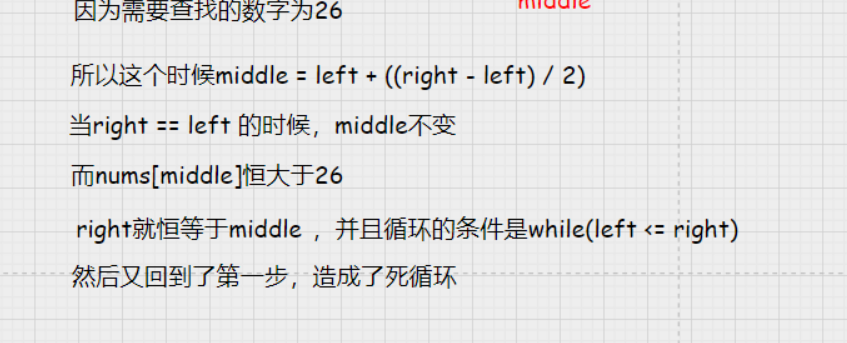 因为需要查找的数字为26
middle
所以这个时候middle = left + ((right - left) / 2)
当right == left 的时候，middle不变
而nums[middle]恒大于26
right就恒等于middle ，并且循环的条件是while(left <= right)
然后又回到了第一步，造成了死循环